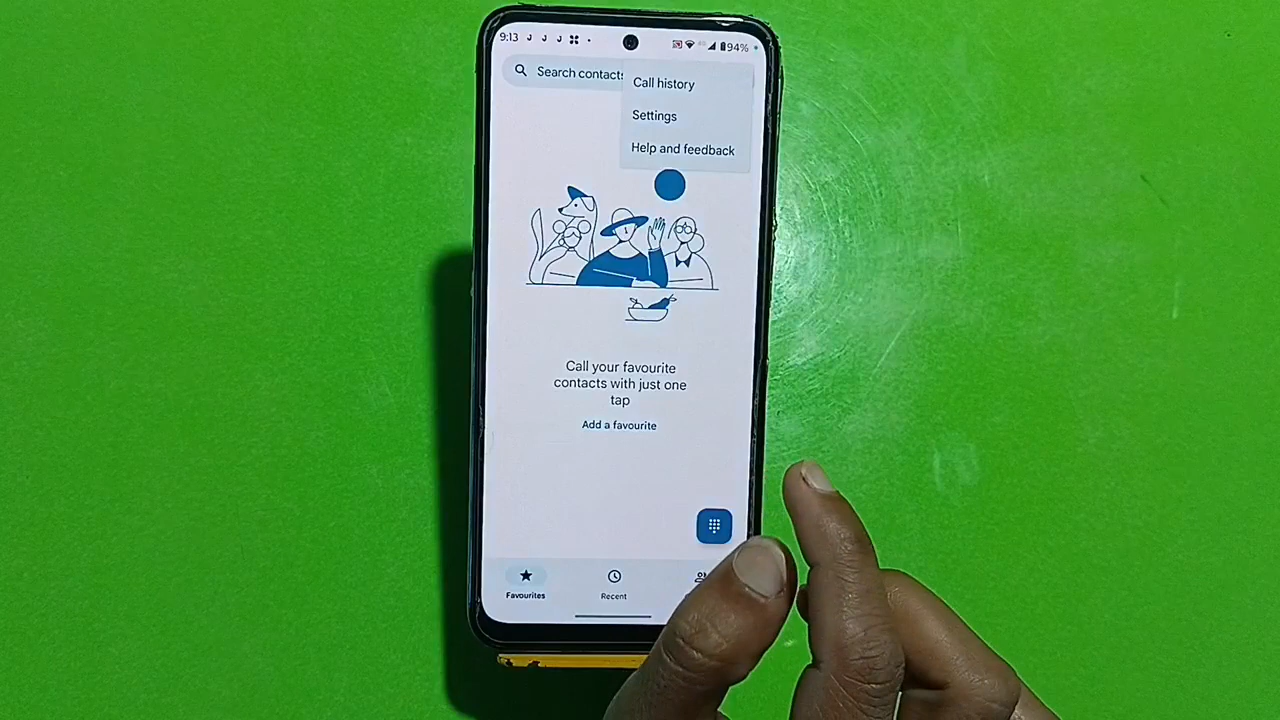 9:13
94%
Search contacts
Call history
Settings
Help and feedback
Call your favourite
contacts with just one
tap
Add a favourite
Favourites
Recent